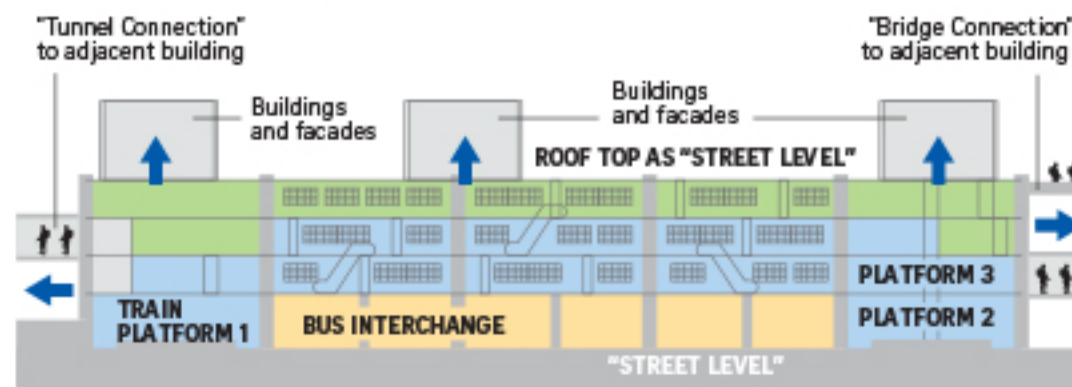 "Tunnel Connection"
to adjacent building
"Bridge Connection"
to adjacent building
Buildings
and facades
Buildings
and facades
ROOF TOP AS "STREET LEVEL"
TRAIN
PLATFORM 1
BUS INTERCHANGE
PLATFORM 3
PLATFORM 2
"STREET LEVEL"